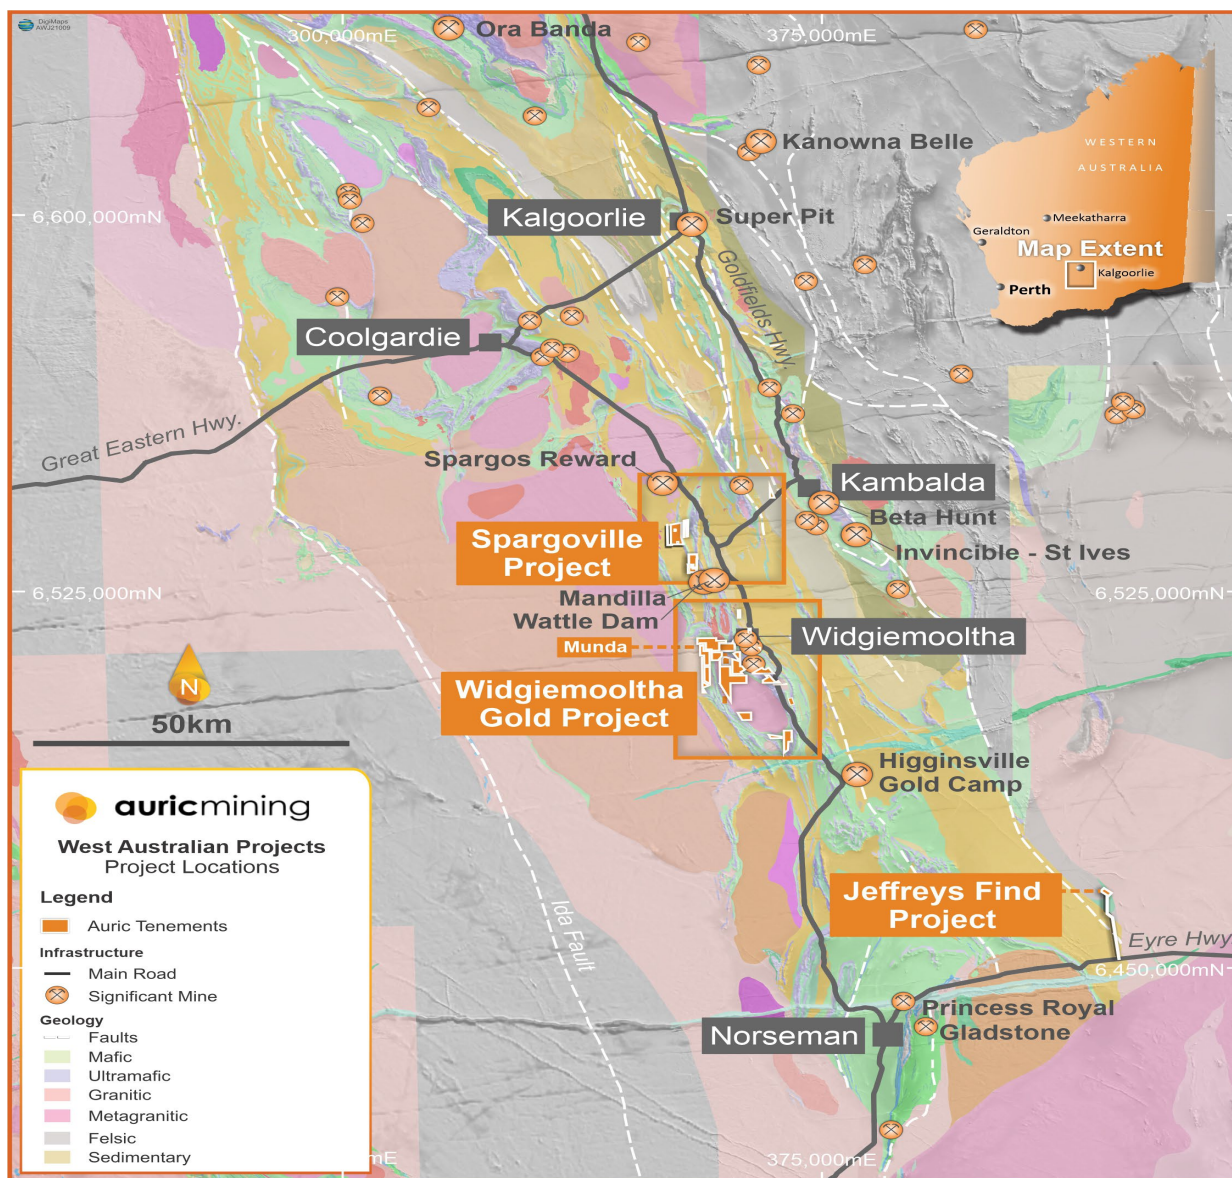 DigiMaps
AWJ21009
300,000mE
Ora Banda
375,000mE
Kanowna Belle
WESTERN
AUSTRALIA
Meekatharra
Geraldton
Map Extent
Kalgoorlie
Perth
6,600,000mN
Kalgoorlie
Super Pit
Goldfields Hwy.
Coolgardie
Great Eastern Hwy.
Spargos Reward
Kambalda
Beta Hunt
Invincible - St Ives
Spargoville
Project
6,525,000mN
6,525,000mN
Mandilla
Wattle Dam
Munda
Widgiemooltha
Widgiemooltha
Gold Project
N
50km
Higginsville
Gold Camp
Jeffreys Find
Project
Ida Fault
Eyre Hwy
6,450,000mN
Princess Royal
Gladstone
Norseman
auricmining
West Australian Projects
Project Locations
Legend
Auric Tenements
Infrastructure
Main Road
Significant Mine
Geology
Faults
Mafic
Ultramafic
Granitic
Metagranitic
Felsic
Sedimentary
mE
375,000mE